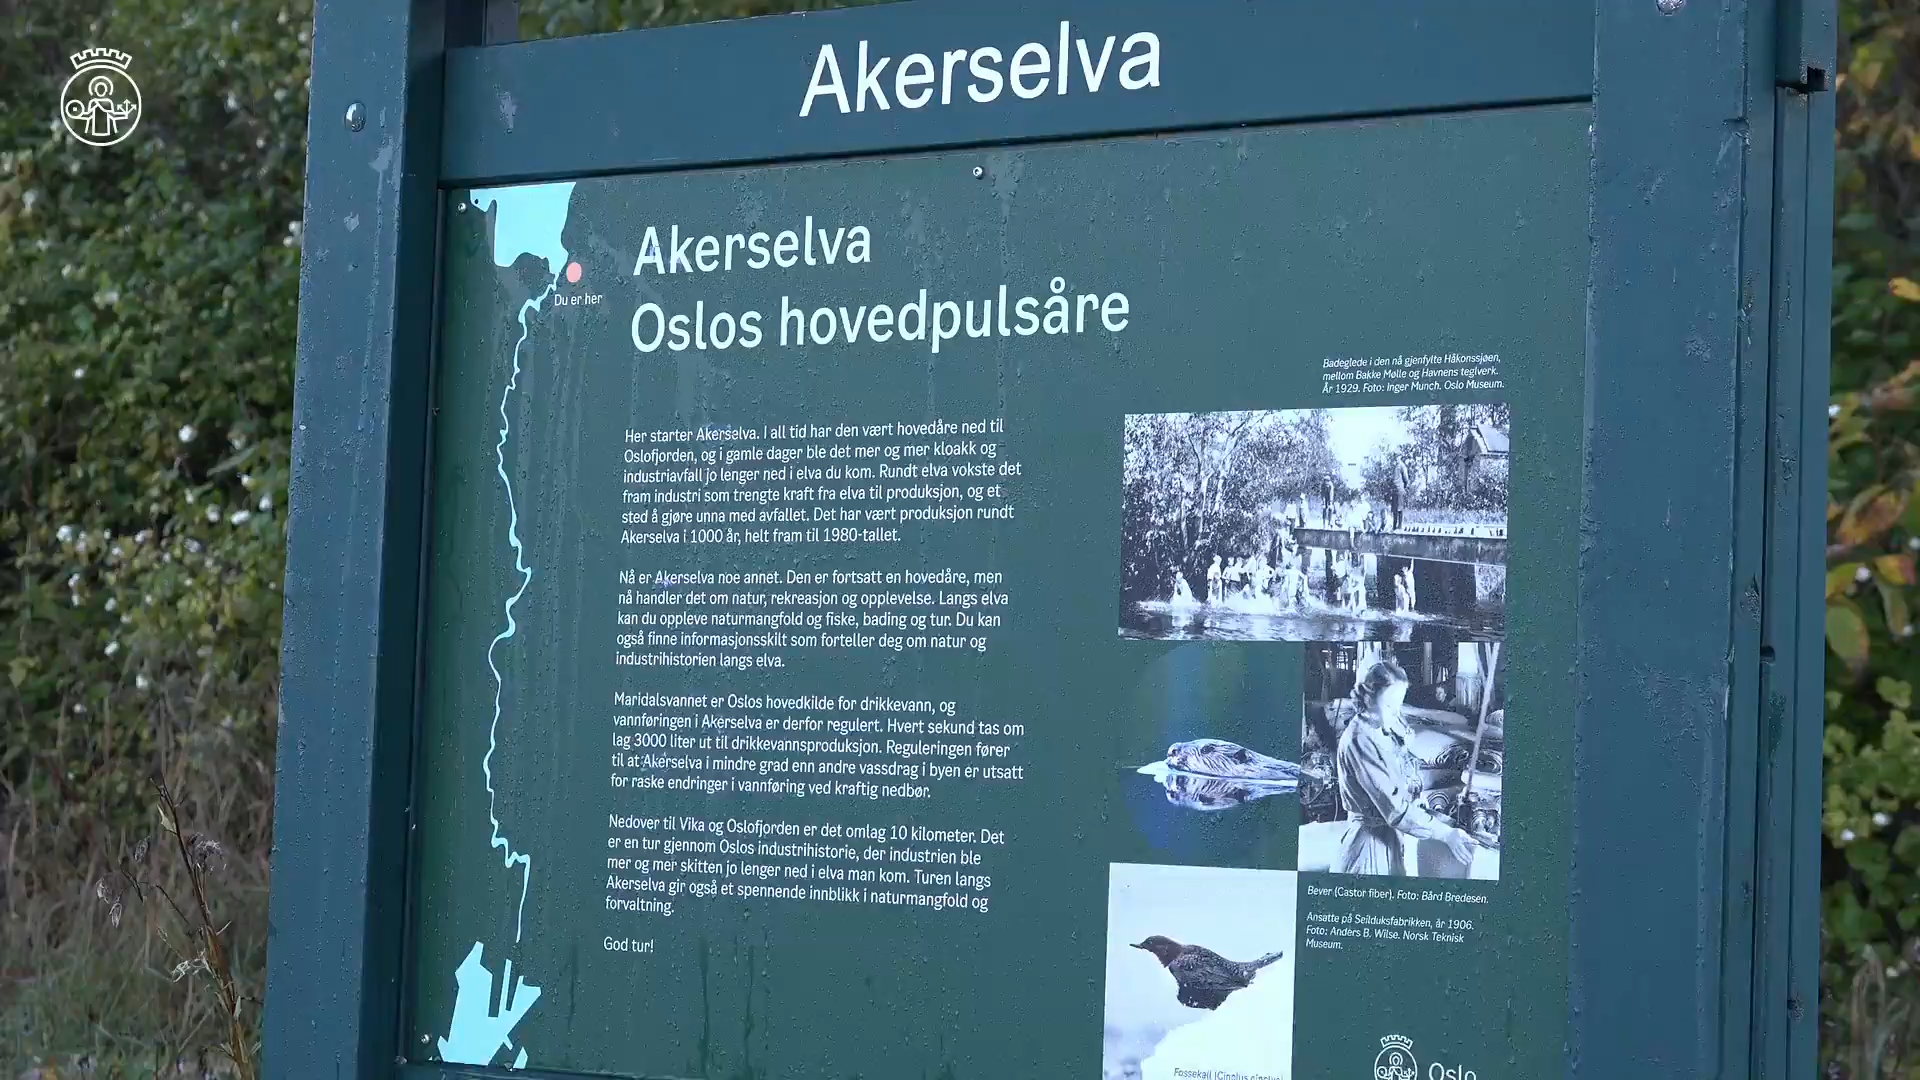 Akerselva
Du er her
Akerselva
Oslos hovedpulsåre
Her starter Akerselva. I all tid har den vært hovedåre ned til
Oslofjorden, og i gamle dager ble det mer og mer kloakk og
industriavfall jo lenger ned i elva du kom. Rundt elva vokste det
fram industri som trengte kraft fra elva til produksjon, og et
sted å gjøre unna med avfallet. Det har vært produksjon rundt
Akerselva i 1000 år, helt fram til 1980-tallet.
Nå er Akerselva noe annet. Den er fortsatt en hovedåre, men
nå handler det om natur, rekreasjon og opplevelse. Langs elva
kan du oppleve naturmangfold og fiske, bading og tur. Du kan
også finne informasjonsskilt som forteller deg om natur og
industrihistorien langs elva.
Maridalsvannet er Oslos hovedkilde for drikkevann, og
vannføringen i Akerselva er derfor regulert. Hvert sekund tas om
lag 3000 liter ut til drikkevannsproduksjon. Reguleringen fører
til at Akerselva i mindre grad enn andre vassdrag i byen er utsatt
for raske endringer i vannføring ved kraftig nedbør.
Nedover til Vika og Oslofjorden er det omlag 10 kilometer. Det
er en tur gjennom Oslos industrihistorie, der industrien ble
mer og mer skitten jo lenger ned i elva man kom. Turen langs
Akerselva gir også et spennende innblikk i naturmangfold og
forvaltning.
God tur!
Badeglede i den nå gjenfylte Håkonssjøen,
mellom Bakke Mølle og Havnens teglverk.
År 1929. Foto: Inger Munch. Oslo Museum.
Bever (Castor fiber). Foto: Bård Bredesen.
Ansatte på Seilduksfabrikken, år 1906.
Foto: Anders B. Wilse. Norsk Teknisk
Museum.
Fossekall (Cinclus cinclus)
Oslo